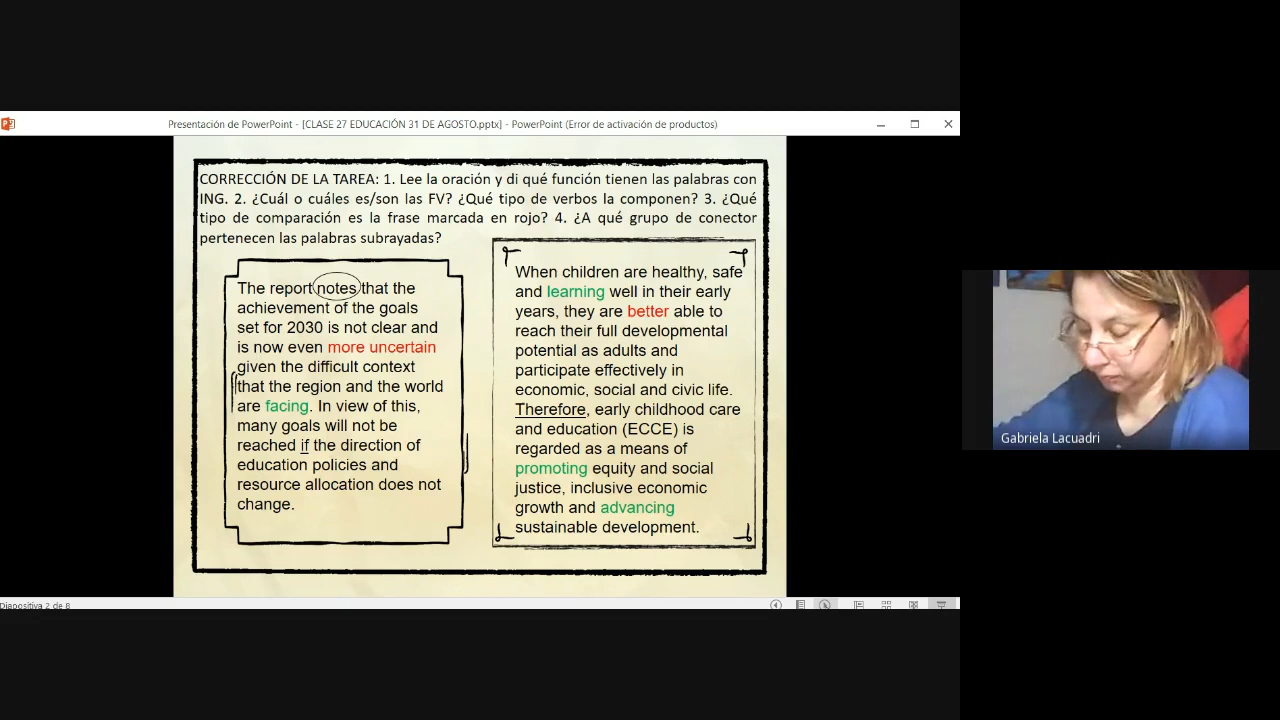 Presentación de PowerPoint - [CLASE 27 EDUCACIÓN 31 DE AGOSTO.pptx] - PowerPoint (Error de activación de productos)
CORRECCIÓN DE LA TAREA: 1. Lee la oración y di qué función tienen las palabras con
ING. 2. ¿Cuál o cuáles es/son las FV? ¿Qué tipo de verbos la componen? 3. ¿Qué
tipo de comparación es la frase marcada en rojo? 4. ¿A qué grupo de conector
pertenecen las palabras subrayadas?
The report notes that the
achievement of the goals
set for 2030 is not clear and
is now even more uncertain
given the difficult context
that the region and the world
are facing. In view of this,
many goals will not be
reached if the direction of
education policies and
resource allocation does not
change.
When children are healthy, safe
and learning well in their early
years, they are better able to
reach their full developmental
potential as adults and
participate effectively in
economic, social and civic life.
Therefore, early childhood care
and education (ECCE) is
regarded as a means of
promoting equity and social
justice, inclusive economic
growth and advancing
sustainable development.
Diapositiva 2 de 8
Gabriela Lacuadri